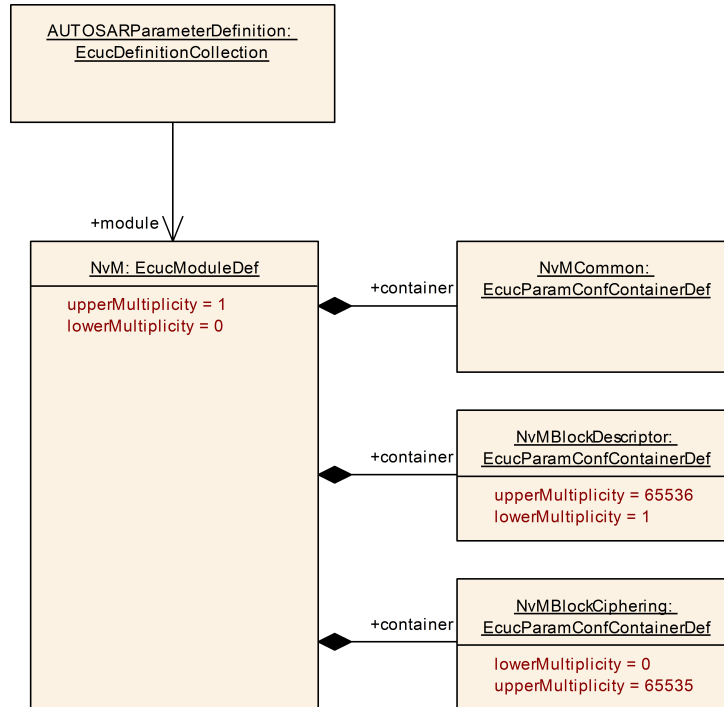 AUTOSARParameterDefinition:
EcucDefinitionCollection
+module
NvM: EcucModuleDef
upperMultiplicity = 1
lowerMultiplicity = 0
+container
NvMCommon:
EcucParamConfContainerDef
+container
NvMBlockDescriptor:
EcucParamConfContainerDef
upperMultiplicity = 65536
lowerMultiplicity = 1
+container
NvMBlockCiphering:
EcucParamConfContainerDef
lowerMultiplicity = 0
upperMultiplicity = 65535